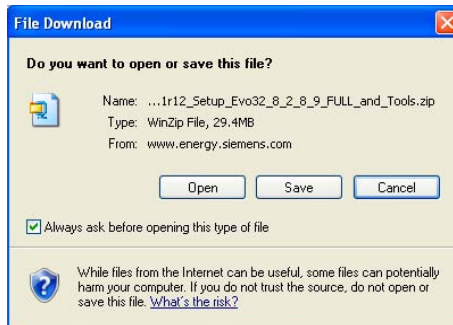 File Download
Do you want to open or save this file?
Name: ...1r12_Setup_Evo32_8_2_8_9_FULL_and_Tools.zip
Type: WinZip File, 29.4MB
From: www.energy.siemens.com
Open Save Cancel
Always ask before opening this type of file
While files from the Internet can be useful, some files can potentially
harm your computer. If you do not trust the source, do not open or
save this file. What's the risk?